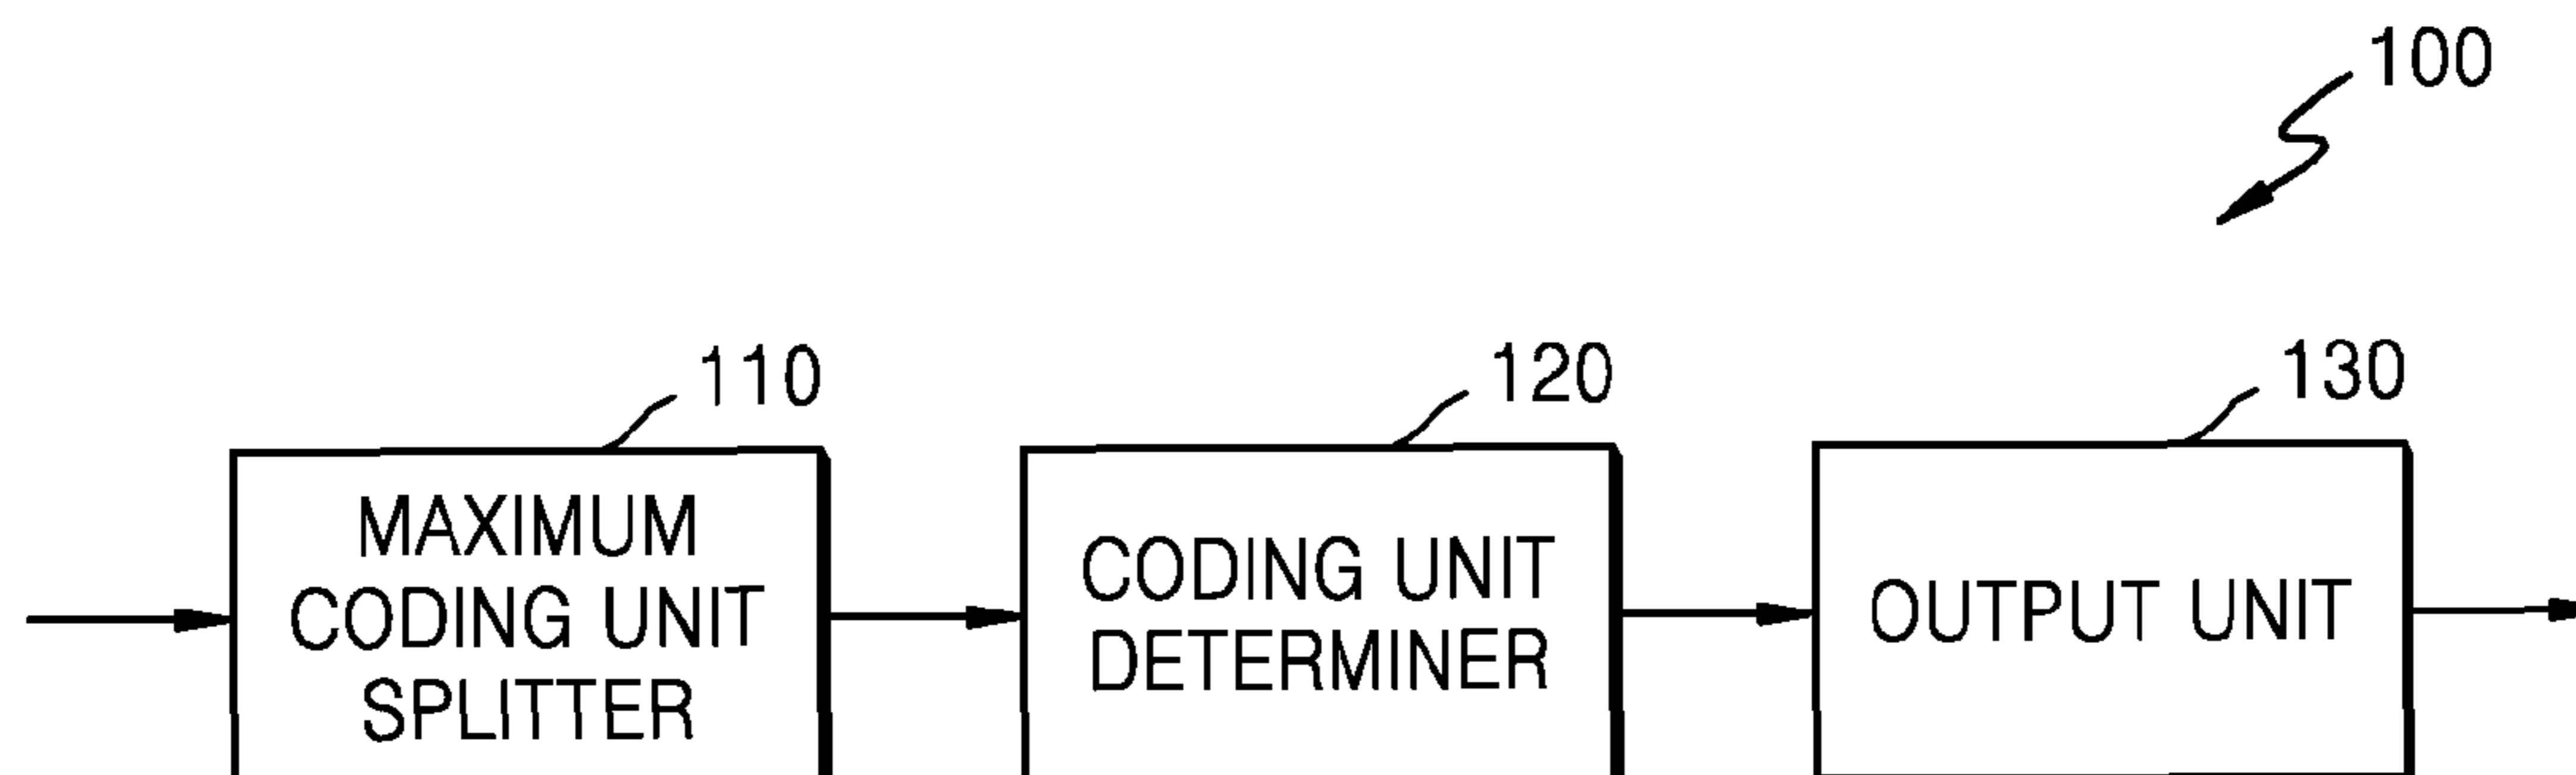 100
110
120
130
MAXIMUM
CODING UNIT
SPLITTER
CODING UNIT
DETERMINER
OUTPUT UNIT